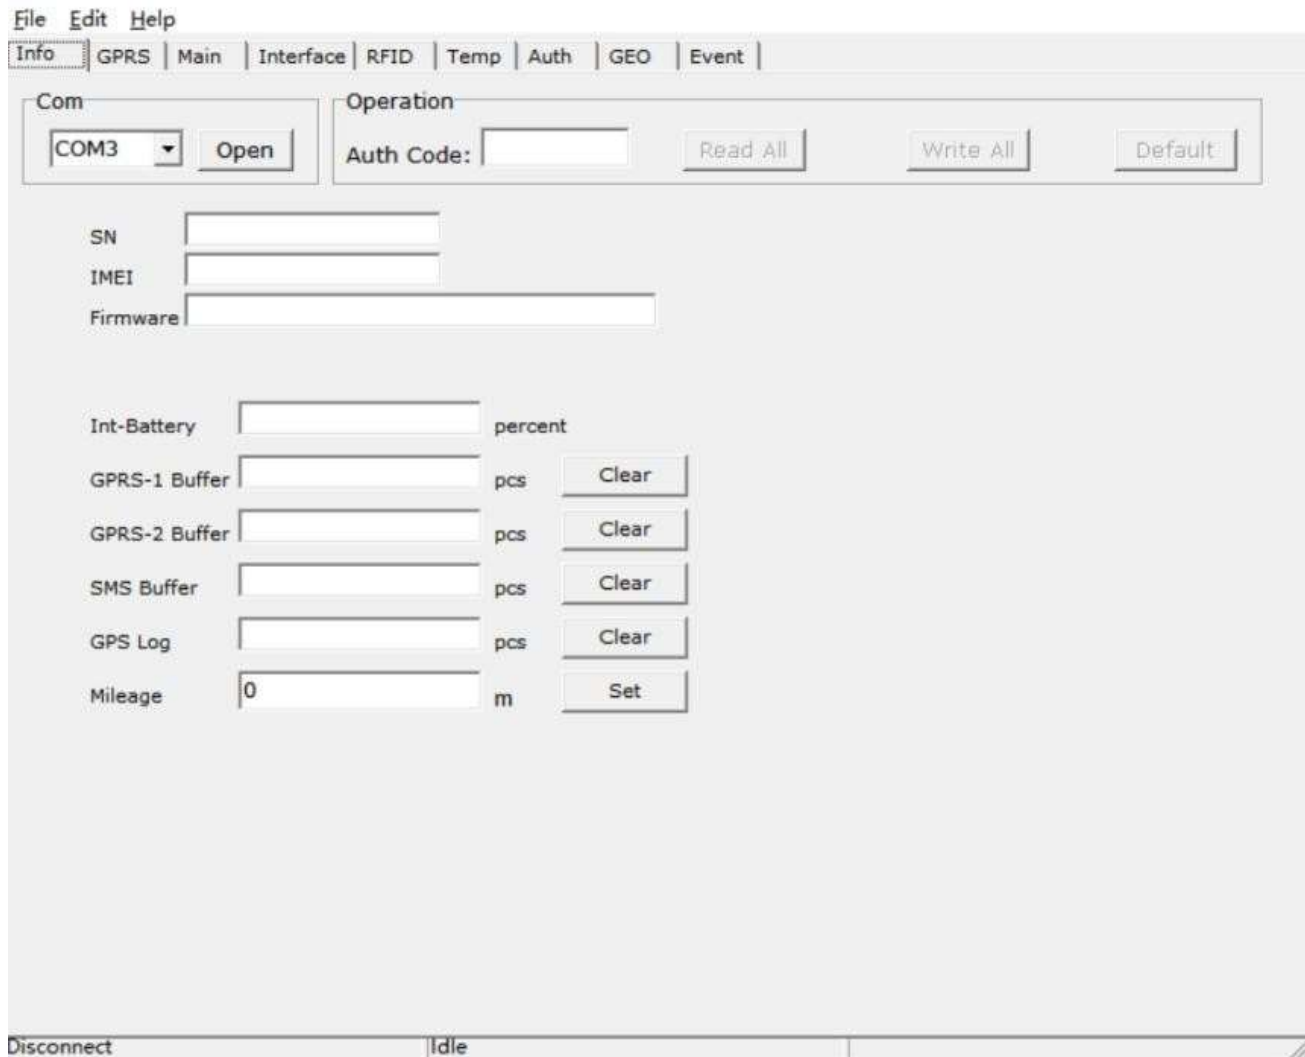 File Edit Help
Info GPRS Main Interface RFID Temp Auth GEO Event
Com Operation
COM3 Open Auth Code: Read All Write All Default
SN
IMEI
Firmware
Int-Battery percent
GPRS-1 Buffer pcs Clear
GPRS-2 Buffer pcs Clear
SMS Buffer pcs Clear
GPS Log pcs Clear
Mileage 0 m Set
Disconnect Idle